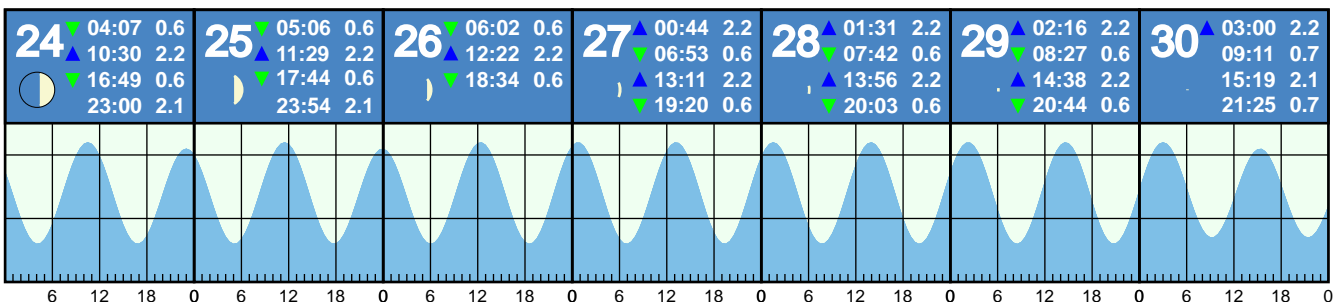 24 ▼ 04:07 0.6
▲ 10:30 2.2
▼ 16:49 0.6
23:00 2.1
25 ▼ 05:06 0.6
▲ 11:29 2.2
▼ 17:44 0.6
23:54 2.1
26 ▼ 06:02 0.6
▲ 12:22 2.2
▼ 18:34 0.6
27 ▲ 00:44 2.2
▼ 06:53 0.6
▲ 13:11 2.2
▼ 19:20 0.6
28 ▲ 01:31 2.2
▼ 07:42 0.6
▲ 13:56 2.2
▼ 20:03 0.6
29 ▲ 02:16 2.2
▼ 08:27 0.6
▲ 14:38 2.2
▼ 20:44 0.6
30 ▲ 03:00 2.2
09:11 0.7
15:19 2.1
21:25 0.7
6 12 18 0 6 12 18 0 6 12 18 0 6 12 18 0 6 12 18 0 6 12 18 0 6 12 18 0